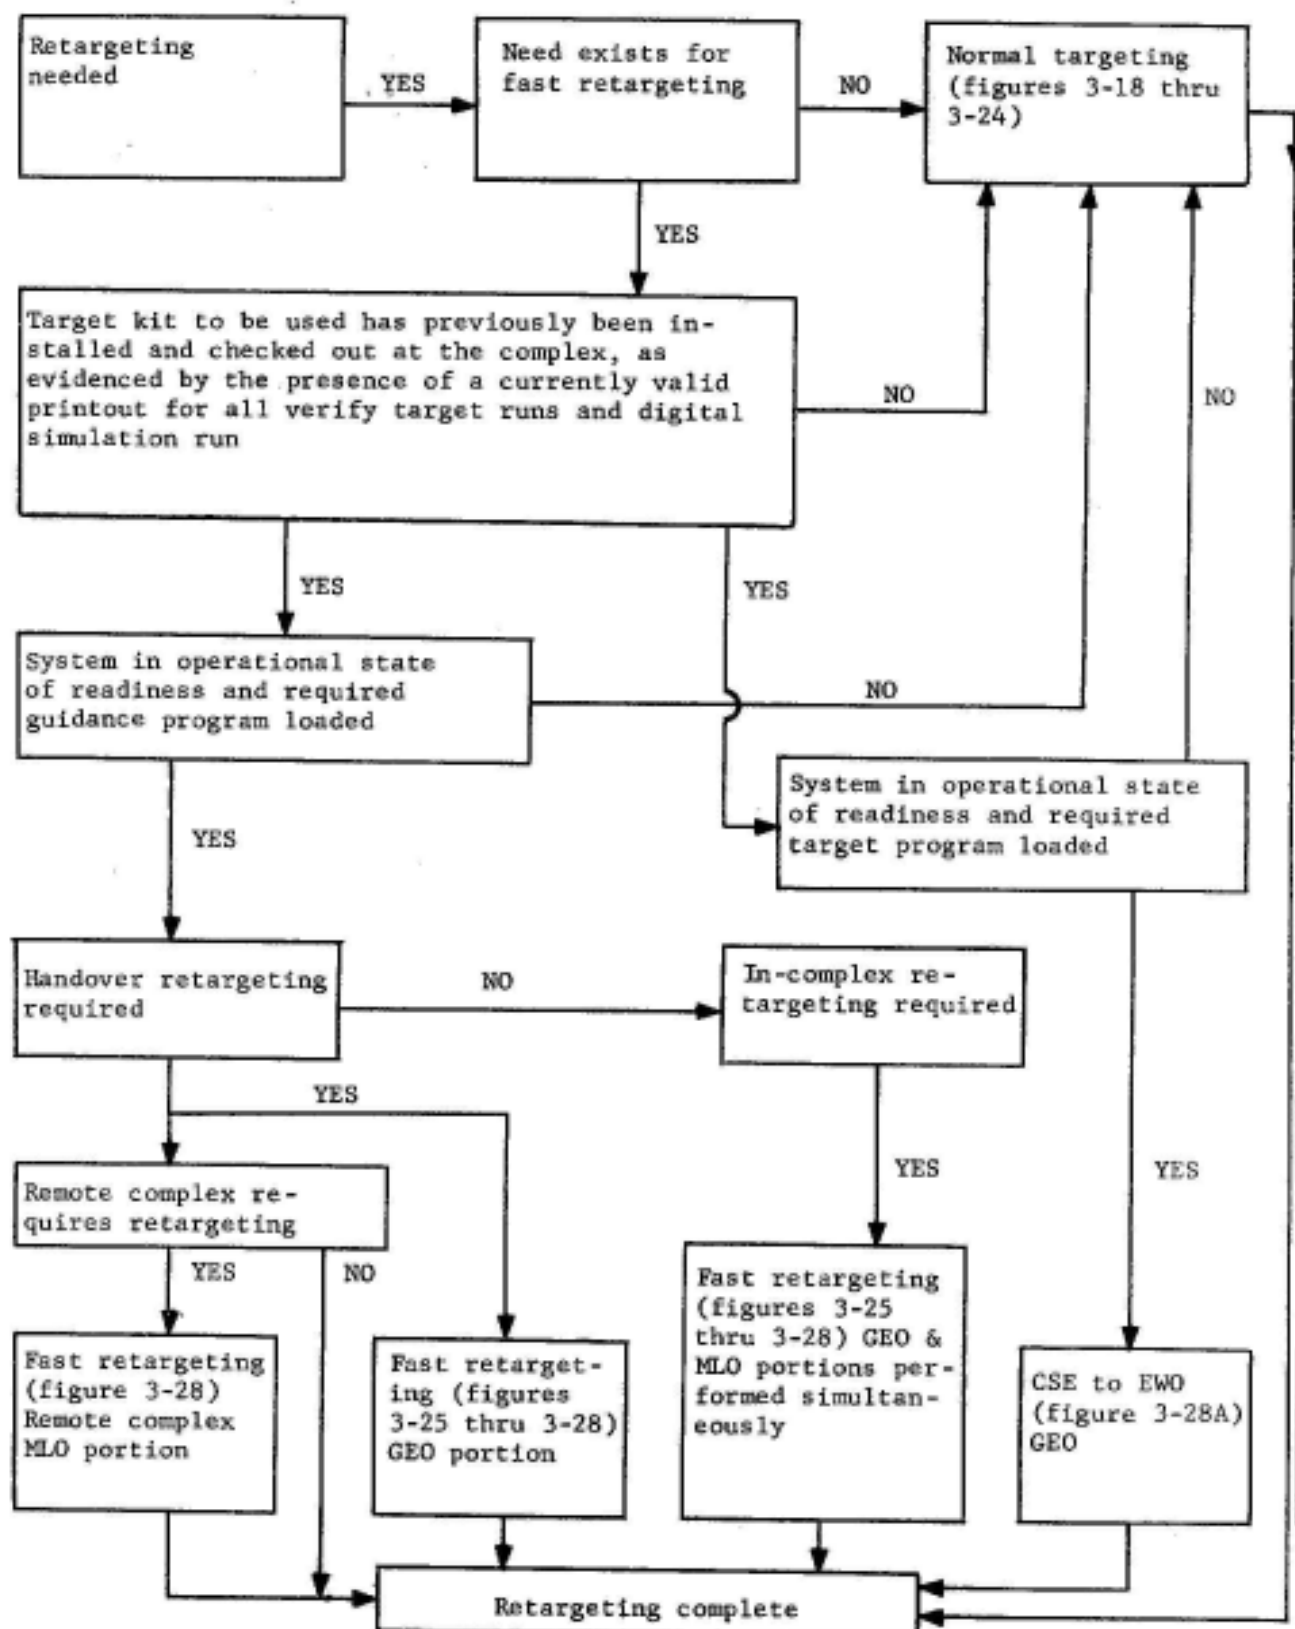 Retargeting
needed
YES
Need exists for
fast retargeting
NO
Normal targeting
(figures 3-18 thru
3-24)
YES
Target kit to be used has previously been in-
stalled and checked out at the complex, as
evidenced by the presence of a currently valid
printout for all verify target runs and digital
simulation run
NO
NO
YES
YES
System in operational state
of readiness and required
guidance program loaded
NO
System in operational state
of readiness and required
target program loaded
YES
Handover retargeting
required
NO
In-complex re-
targeting required
YES
YES
YES
Remote complex re-
quires retargeting
YES
NO
Fast retargeting
(figure 3-28)
Remote complex
MLO portion
Fast retarget-
ing (figures
3-25 thru 3-28)
GEO portion
Fast retargeting
(figures 3-25
thru 3-28) GEO &
MLO portions per-
formed simultan-
eously
CSE to EWO
(figure 3-28A)
GEO
Retargeting complete